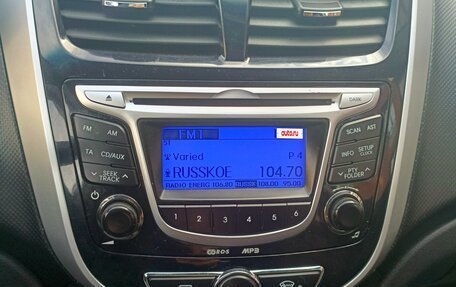 DARK
FM
AM
TA
CD/AUX
SEEK
TRACK
FM1
auto.ru
ST
Varied P 4
RUSSKOE 104.70
RADIO ENERG 106.80 RUSSK 108.00 95.00
SCAN
AST
INFO
SETUP
CLOCK
PTY
FOLDER
1 2 3 4 5 6
RDS MP3